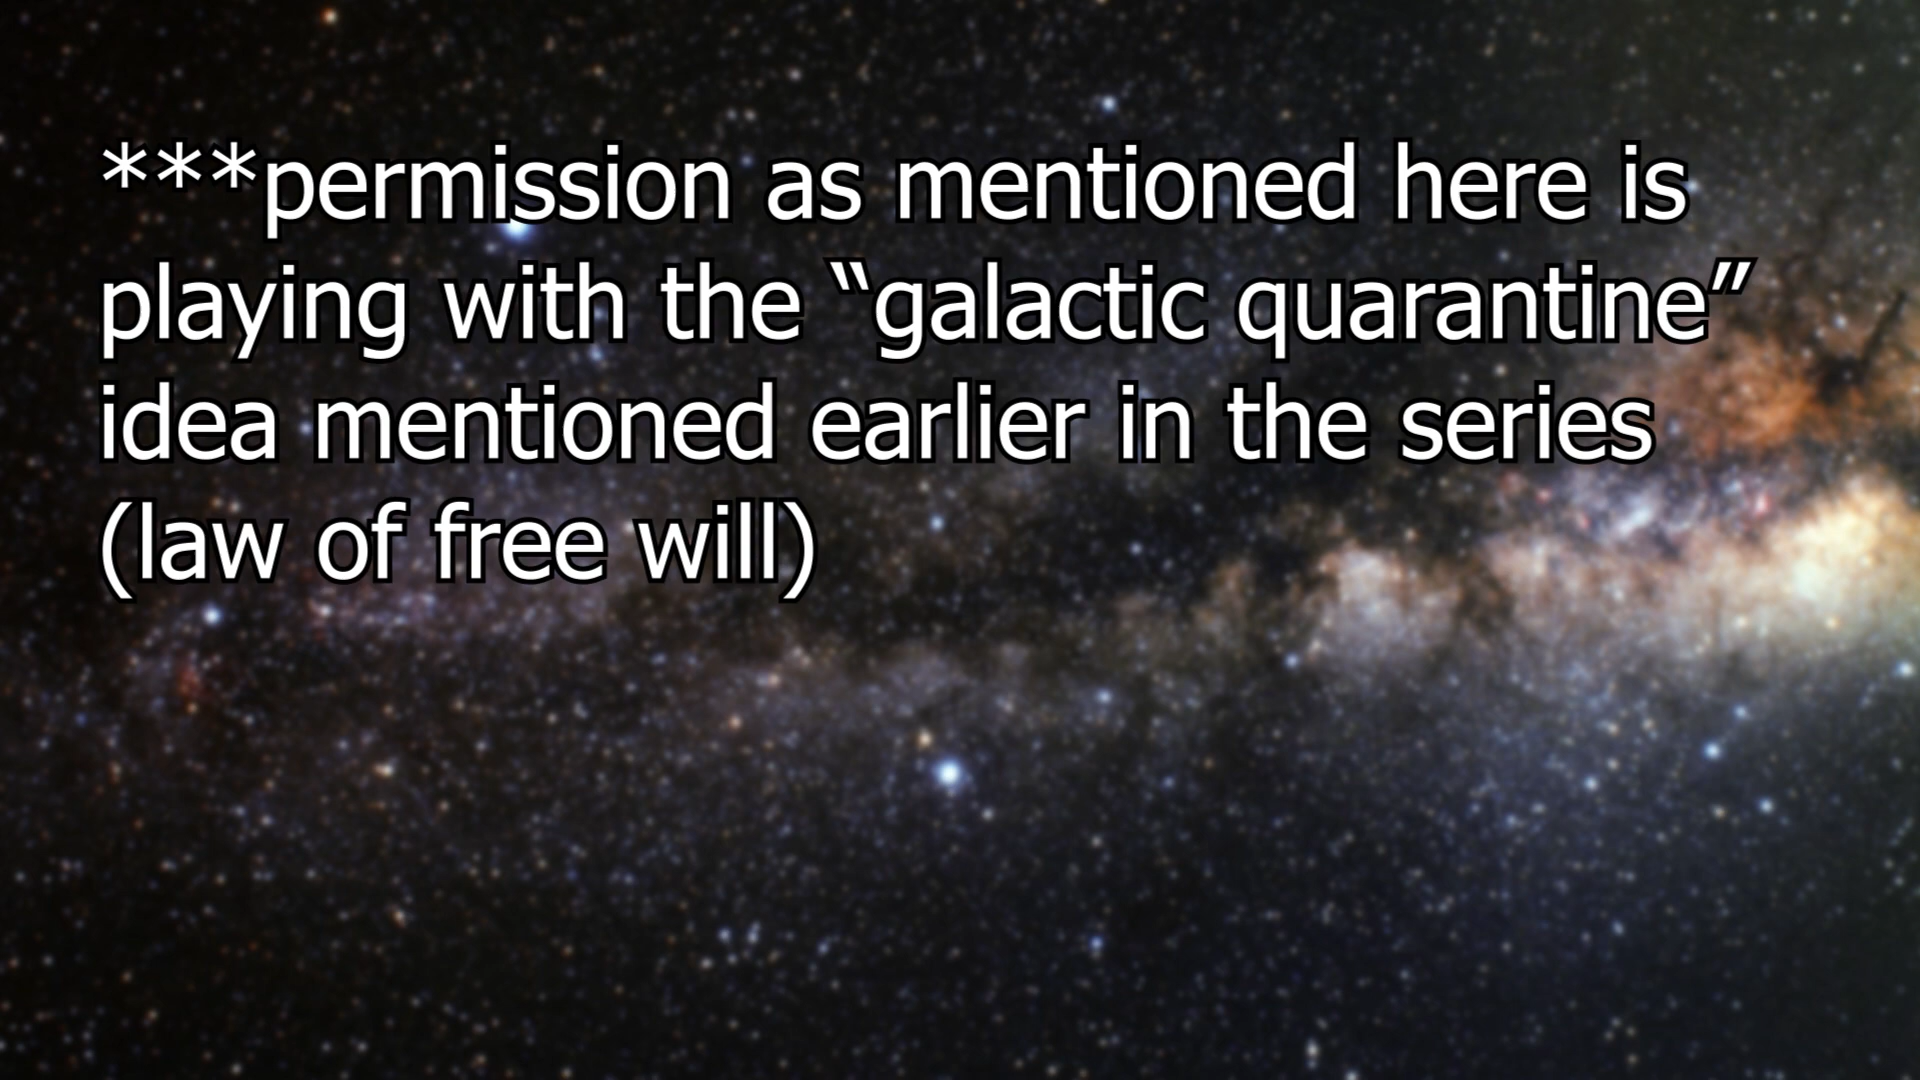 ***permission as mentioned here is
playing with the “galactic quarantine”
idea mentioned earlier in the series
(law of free will)